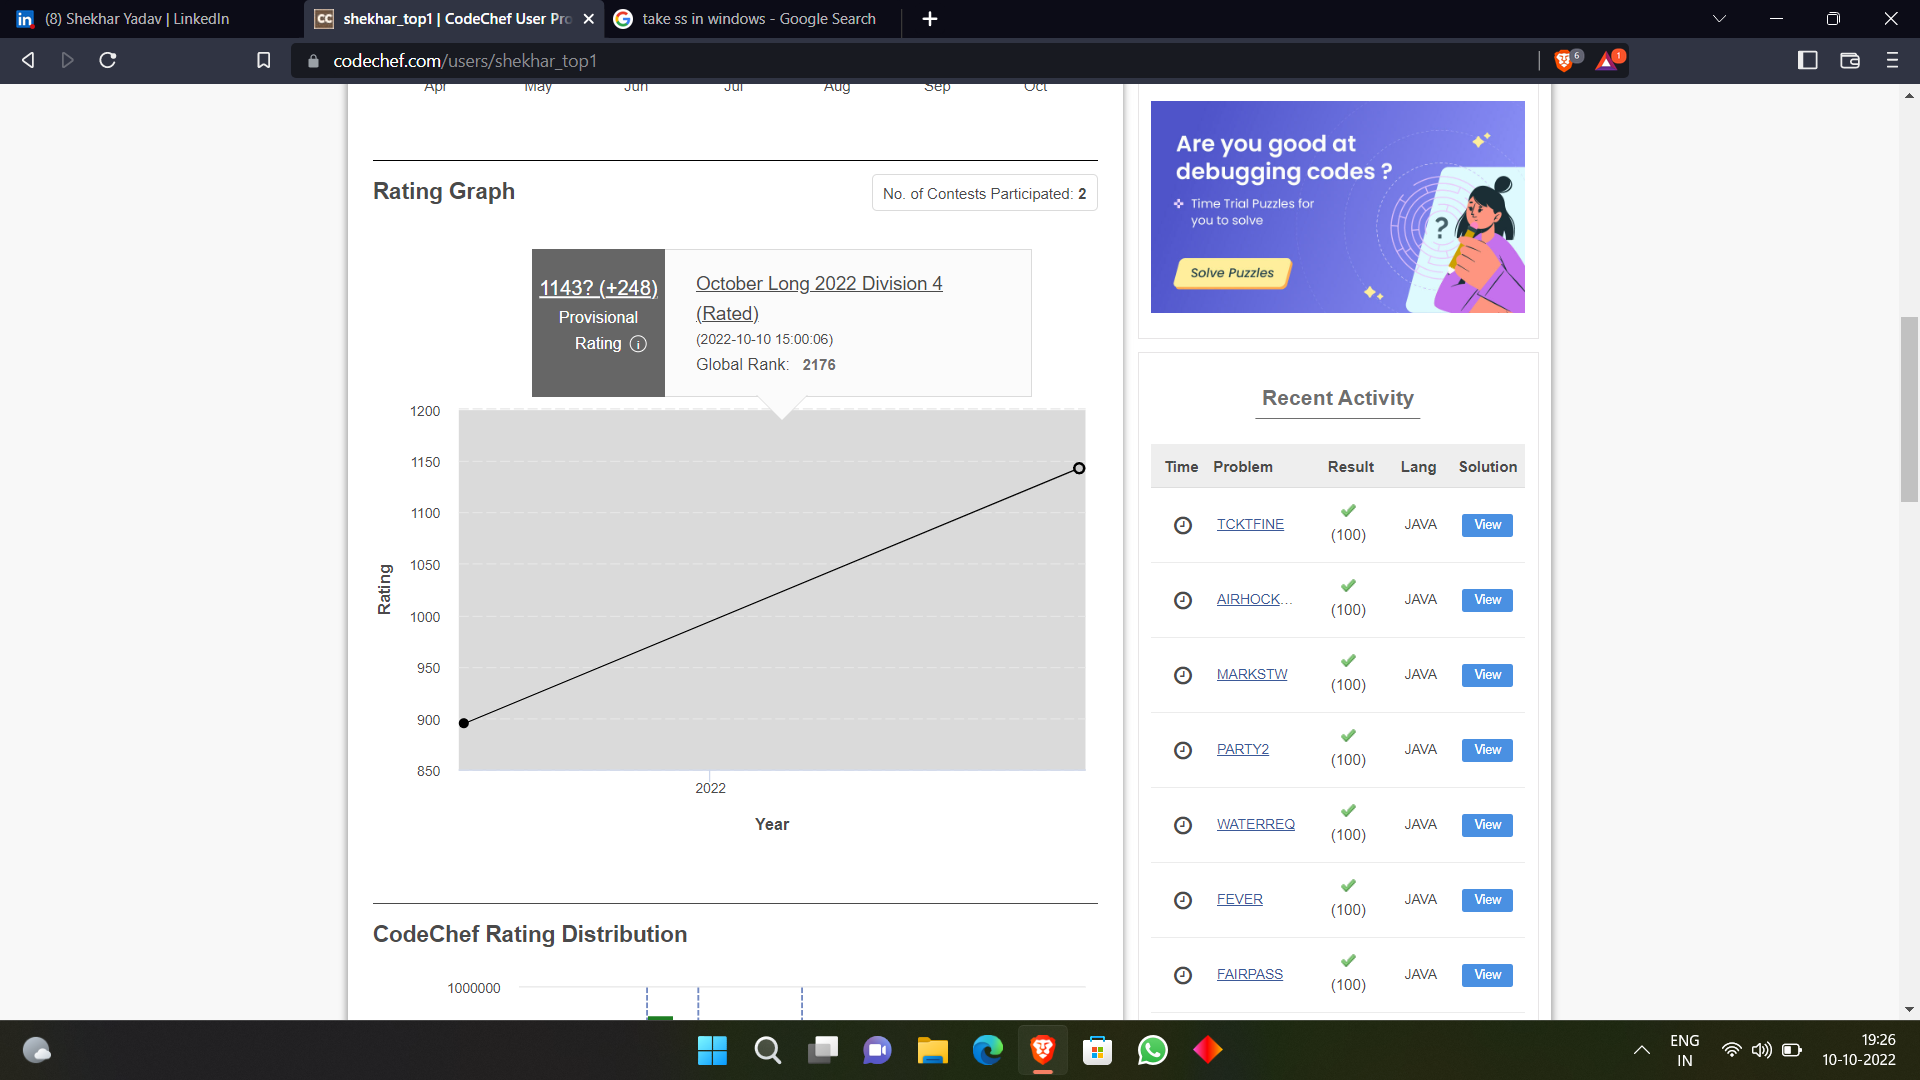 (8) Shekhar Yadav | LinkedIn
shekhar_top1 | CodeChef User Pro
take ss in windows - Google Search
codechef.com/users/shekhar_top1
6
1
Apr May Jun Jul Aug Sep Oct
Rating Graph
No. of Contests Participated: 2
1143? (+248)
Provisional
Rating
October Long 2022 Division 4
(Rated)
(2022-10-10 15:00:06)
Global Rank: 2176
1200
1150
1100
1050
1000
950
900
850
Rating
2022
Year
CodeChef Rating Distribution
1000000
Are you good at
debugging codes ?
Time Trial Puzzles for
you to solve
?
Solve Puzzles
Recent Activity
Time Problem Result Lang Solution
TCKTFINE (100) JAVA View
AIRHOCK... (100) JAVA View
MARKSTW (100) JAVA View
PARTY2 (100) JAVA View
WATERREQ (100) JAVA View
FEVER (100) JAVA View
FAIRPASS (100) JAVA View
ENG
IN
19:26
10-10-2022